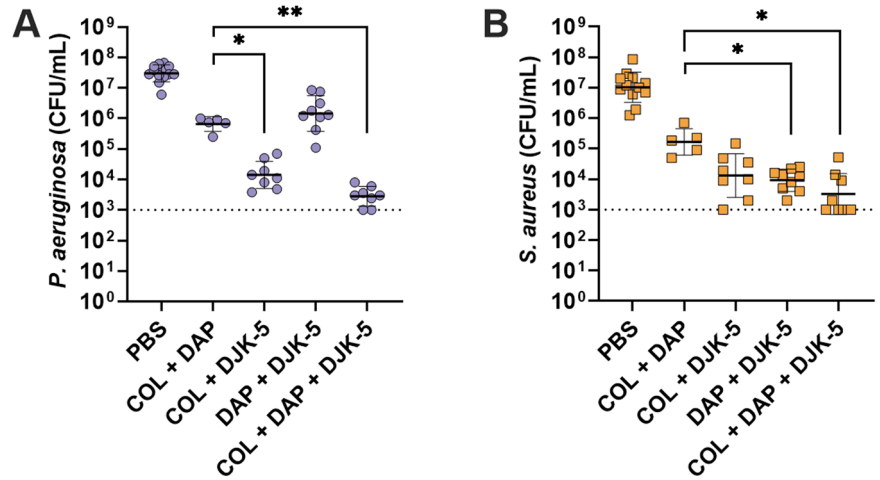 A
P. aeruginosa (CFU/mL)
10⁹
10⁸
10⁷
10⁶
10⁵
10⁴
10³
10²
10¹
10⁰
*
**
PBS
COL + DAP
COL + DJK-5
DAP + DJK-5
COL + DAP + DJK-5
B
S. aureus (CFU/mL)
10⁹
10⁸
10⁷
10⁶
10⁵
10⁴
10³
10²
10¹
10⁰
*
*
PBS
COL + DAP
COL + DJK-5
DAP + DJK-5
COL + DAP + DJK-5